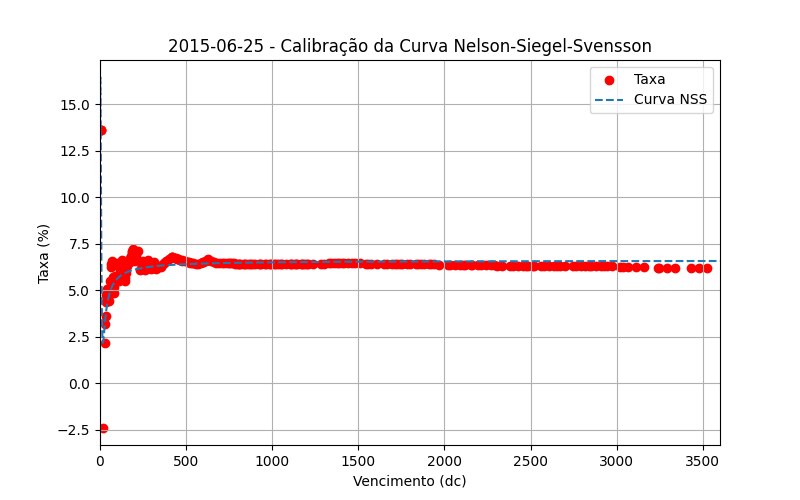 2015-06-25 - Calibração da Curva Nelson-Siegel-Svensson
Taxa
Curva NSS
Taxa (%)
15.0
12.5
10.0
7.5
5.0
2.5
0.0
−2.5
0 500 1000 1500 2000 2500 3000 3500
Vencimento (dc)